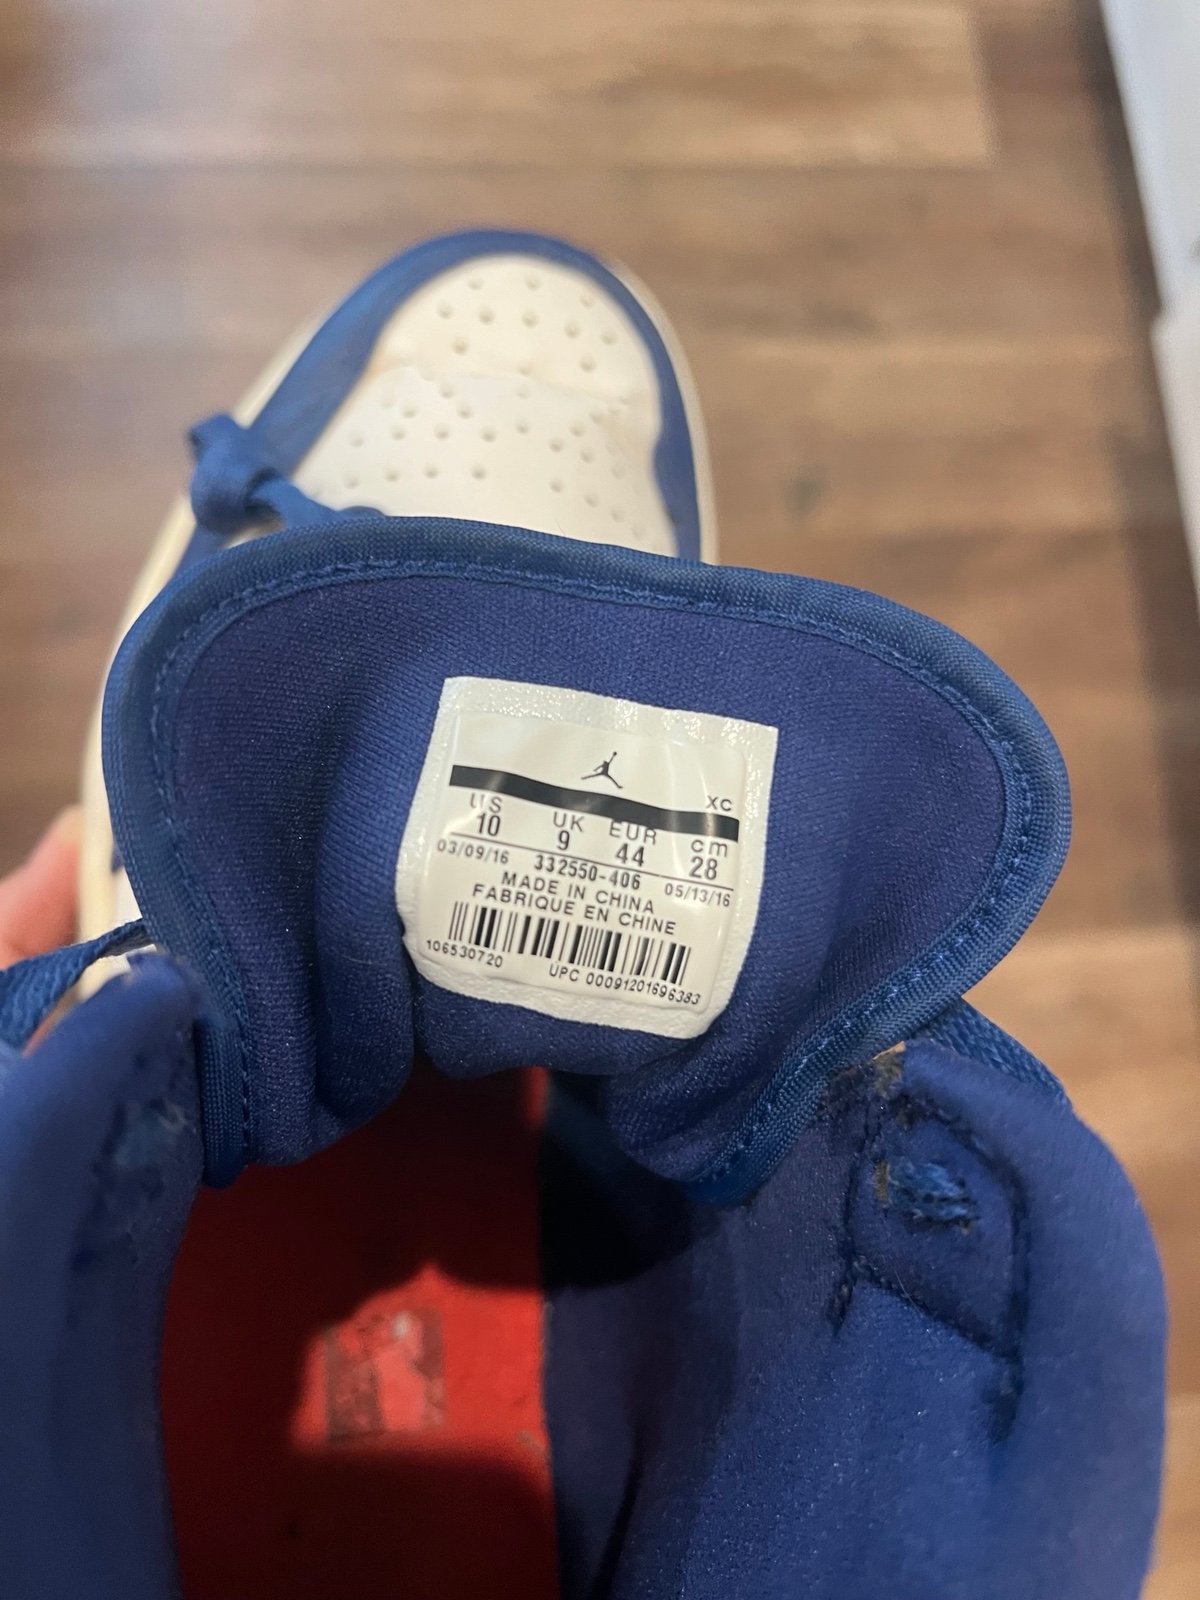 XC
US UK EUR cm
10 9 44 28
03/09/16 332550-406 05/13/16
MADE IN CHINA
FABRIQUE EN CHINE
106530720 UPC 00091201696383